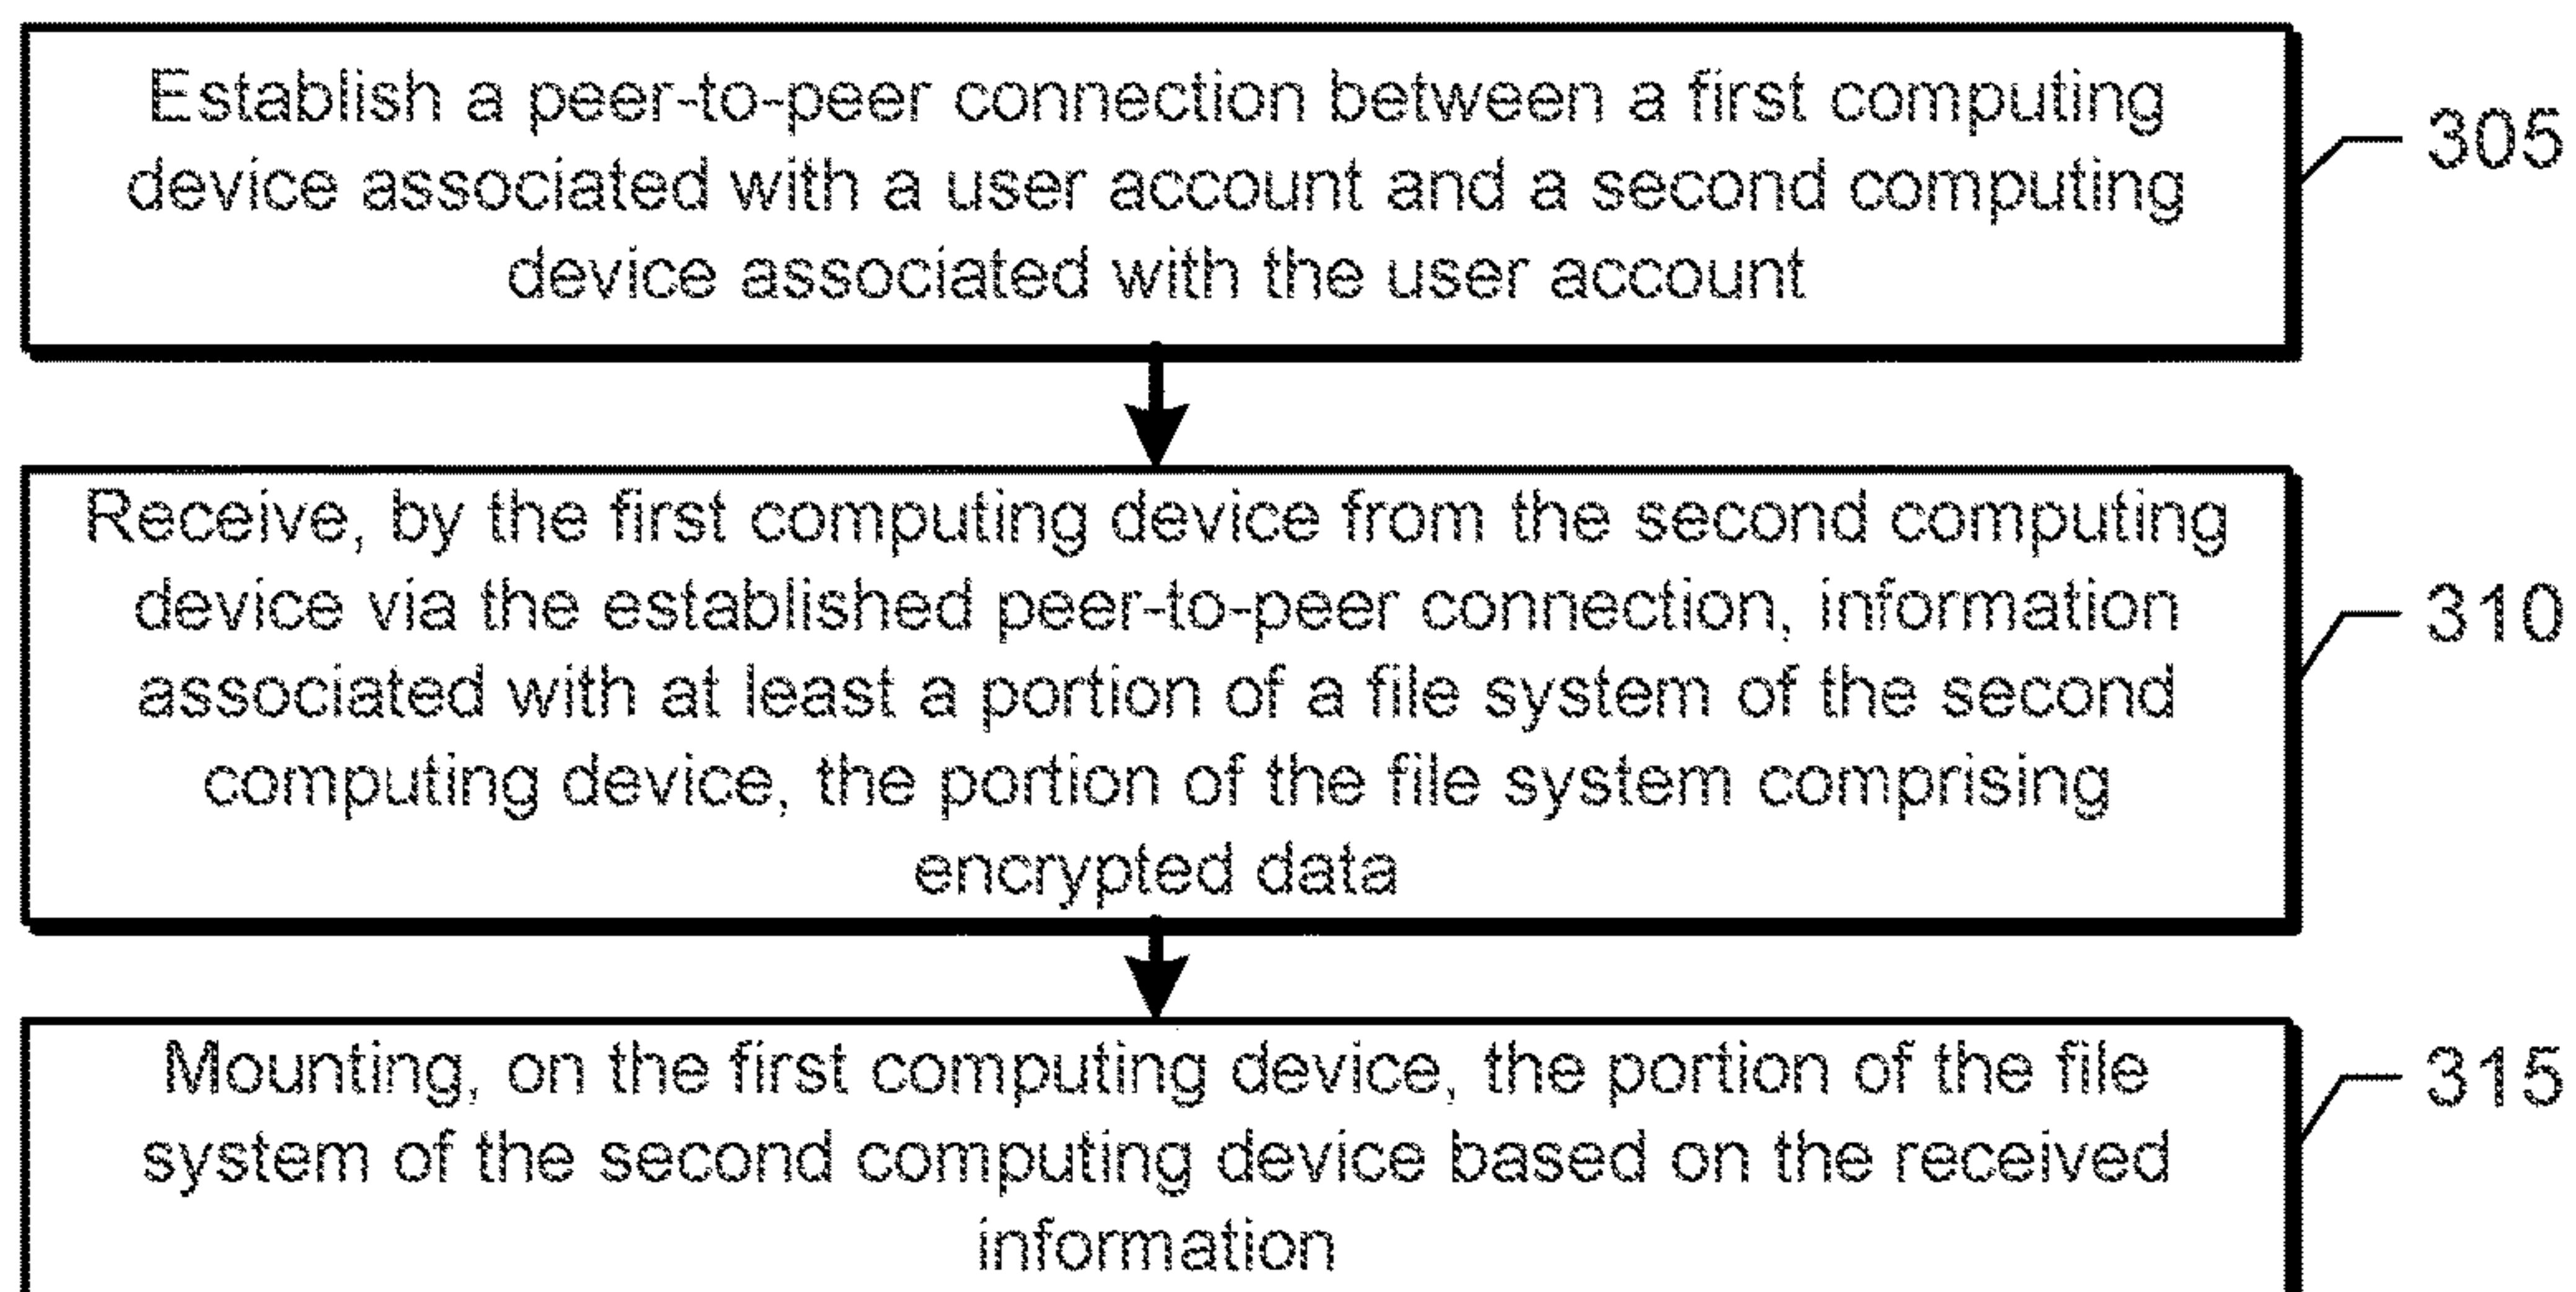 Establish a peer-to-peer connection between a first computing
device associated with a user account and a second computing
device associated with the user account
305
Receive, by the first computing device from the second computing
device via the established peer-to-peer connection, information
associated with at least a portion of a file system of the second
computing device, the portion of the file system comprising
encrypted data
310
Mounting, on the first computing device, the portion of the file
system of the second computing device based on the received
information
315